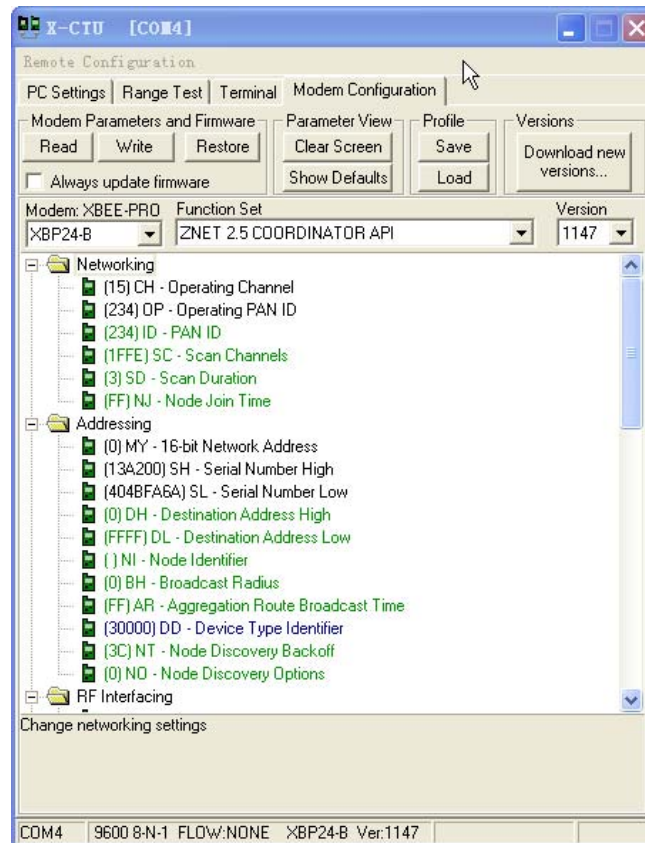 X-CTU [COM4]
Remote Configuration
PC Settings Range Test Terminal Modem Configuration
Modem Parameters and Firmware Parameter View Profile Versions
Read Write Restore Clear Screen Save Download new versions...
Always update firmware Show Defaults Load
Modem: XBEE-PRO Function Set Version
XBP24-B ZNET 2.5 COORDINATOR API 1147
Networking
(15) CH - Operating Channel
(234) OP - Operating PAN ID
(234) ID - PAN ID
(1FFE) SC - Scan Channels
(3) SD - Scan Duration
(FF) NJ - Node Join Time
Addressing
(0) MY - 16-bit Network Address
(13A200) SH - Serial Number High
(404BFA6A) SL - Serial Number Low
(0) DH - Destination Address High
(FFFF) DL - Destination Address Low
( ) NI - Node Identifier
(0) BH - Broadcast Radius
(FF) AR - Aggregation Route Broadcast Time
(30000) DD - Device Type Identifier
(3C) NT - Node Discovery Backoff
(0) NO - Node Discovery Options
RF Interfacing
Change networking settings
COM4 9600 8-N-1 FLOW:NONE XBP24-B Ver:1147